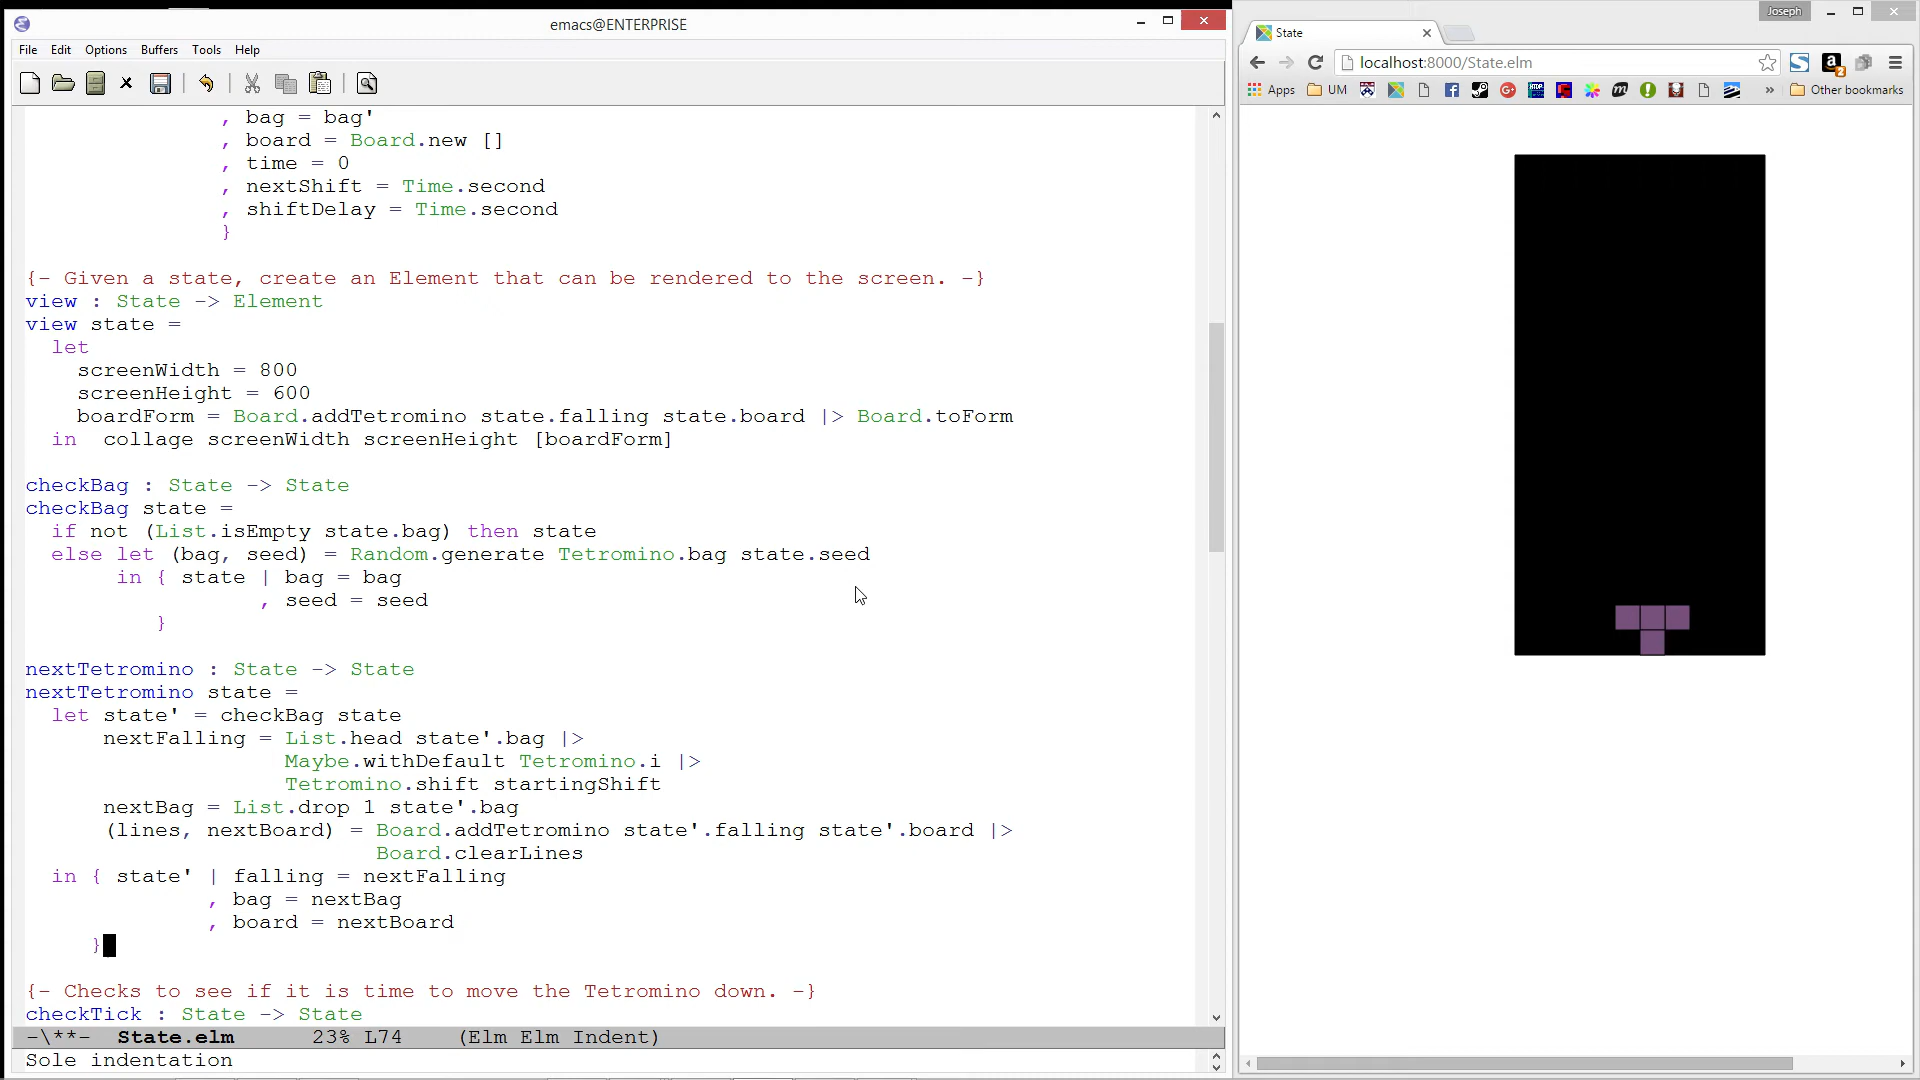 emacs@ENTERPRISE
File Edit Options Buffers Tools Help
, bag = bag'
, board = Board.new []
, time = 0
, nextShift = Time.second
, shiftDelay = Time.second
}
{- Given a state, create an Element that can be rendered to the screen. -}
view : State -> Element
view state =
let
screenWidth = 800
screenHeight = 600
boardForm = Board.addTetromino state.falling state.board |> Board.toForm
in collage screenWidth screenHeight [boardForm]
checkBag : State -> State
checkBag state =
if not (List.isEmpty state.bag) then state
else let (bag, seed) = Random.generate Tetromino.bag state.seed
in { state | bag = bag
, seed = seed
}
nextTetromino : State -> State
nextTetromino state =
let state' = checkBag state
nextFalling = List.head state'.bag |>
Maybe.withDefault Tetromino.i |>
Tetromino.shift startingShift
nextBag = List.drop 1 state'.bag
(lines, nextBoard) = Board.addTetromino state'.falling state'.board |>
Board.clearLines
in { state' | falling = nextFalling
, bag = nextBag
, board = nextBoard
}
{- Checks to see if it is time to move the Tetromino down. -}
checkTick : State -> State
-\**- State.elm 23% L74 (Elm Elm Indent)
Sole indentation
Joseph
State
localhost:8000/State.elm
Apps UM » Other bookmarks